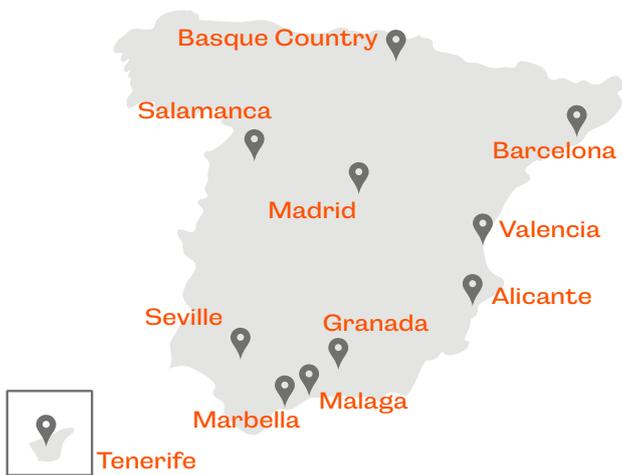 Basque Country
Salamanca
Barcelona
Madrid
Valencia
Alicante
Seville
Granada
Malaga
Marbella
Tenerife